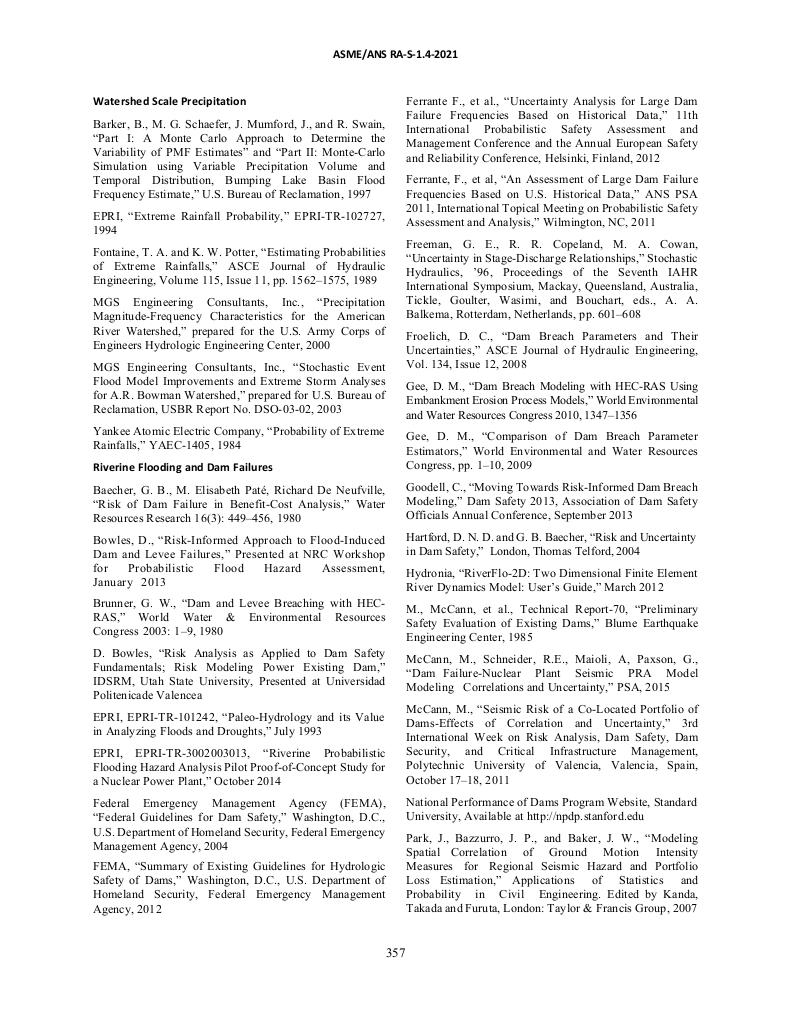 ASME/ANS RA-S-1.4-2021
Watershed Scale Precipitation
Barker, B., M. G. Schaefer, J. Mumford, J., and R. Swain,
“Part I: A Monte Carlo Approach to Determine the
Variability of PMF Estimates” and “Part II: Monte-Carlo
Simulation using Variable Precipitation Volume and
Temporal Distribution, Bumping Lake Basin Flood
Frequency Estimate,” U.S. Bureau of Reclamation, 1997
EPRI, “Extreme Rainfall Probability,” EPRI-TR-102727,
1994
Fontaine, T. A. and K. W. Potter, “Estimating Probabilities
of Extreme Rainfalls,” ASCE Journal of Hydraulic
Engineering, Volume 115, Issue 11, pp. 1562–1575, 1989
MGS Engineering Consultants, Inc., “Precipitation
Magnitude-Frequency Characteristics for the American
River Watershed,” prepared for the U.S. Army Corps of
Engineers Hydrologic Engineering Center, 2000
MGS Engineering Consultants, Inc., “Stochastic Event
Flood Model Improvements and Extreme Storm Analyses
for A.R. Bowman Watershed,” prepared for U.S. Bureau of
Reclamation, USBR Report No. DSO-03-02, 2003
Yankee Atomic Electric Company, “Probability of Extreme
Rainfalls,” YAEC-1405, 1984
Riverine Flooding and Dam Failures
Baecher, G. B., M. Elisabeth Paté, Richard De Neufville,
“Risk of Dam Failure in Benefit-Cost Analysis,” Water
Resources Research 16(3): 449–456, 1980
Bowles, D., “Risk-Informed Approach to Flood-Induced
Dam and Levee Failures,” Presented at NRC Workshop
for Probabilistic Flood Hazard Assessment,
January 2013
Brunner, G. W., “Dam and Levee Breaching with HEC-
RAS,” World Water & Environmental Resources
Congress 2003: 1–9, 1980
D. Bowles, “Risk Analysis as Applied to Dam Safety
Fundamentals; Risk Modeling Power Existing Dam,”
IDSRM, Utah State University, Presented at Universidad
Politenicade Valencea
EPRI, EPRI-TR-101242, “Paleo-Hydrology and its Value
in Analyzing Floods and Droughts,” July 1993
EPRI, EPRI-TR-3002003013, “Riverine Probabilistic
Flooding Hazard Analysis Pilot Proof-of-Concept Study for
a Nuclear Power Plant,” October 2014
Federal Emergency Management Agency (FEMA),
“Federal Guidelines for Dam Safety,” Washington, D.C.,
U.S. Department of Homeland Security, Federal Emergency
Management Agency, 2004
FEMA, “Summary of Existing Guidelines for Hydrologic
Safety of Dams,” Washington, D.C., U.S. Department of
Homeland Security, Federal Emergency Management
Agency, 2012
Ferrante F., et al., “Uncertainty Analysis for Large Dam
Failure Frequencies Based on Historical Data,” 11th
International Probabilistic Safety Assessment and
Management Conference and the Annual European Safety
and Reliability Conference, Helsinki, Finland, 2012
Ferrante, F., et al, “An Assessment of Large Dam Failure
Frequencies Based on U.S. Historical Data,” ANS PSA
2011, International Topical Meeting on Probabilistic Safety
Assessment and Analysis,” Wilmington, NC, 2011
Freeman, G. E., R. R. Copeland, M. A. Cowan,
“Uncertainty in Stage-Discharge Relationships,” Stochastic
Hydraulics, ’96, Proceedings of the Seventh IAHR
International Symposium, Mackay, Queensland, Australia,
Tickle, Goulter, Wasimi, and Bouchart, eds., A. A.
Balkema, Rotterdam, Netherlands, pp. 601–608
Froelich, D. C., “Dam Breach Parameters and Their
Uncertainties,” ASCE Journal of Hydraulic Engineering,
Vol. 134, Issue 12, 2008
Gee, D. M., “Dam Breach Modeling with HEC-RAS Using
Embankment Erosion Process Models,” World Environmental
and Water Resources Congress 2010, 1347–1356
Gee, D. M., “Comparison of Dam Breach Parameter
Estimators,” World Environmental and Water Resources
Congress, pp. 1–10, 2009
Goodell, C., “Moving Towards Risk-Informed Dam Breach
Modeling,” Dam Safety 2013, Association of Dam Safety
Officials Annual Conference, September 2013
Hartford, D. N. D. and G. B. Baecher, “Risk and Uncertainty
in Dam Safety,” London, Thomas Telford, 2004
Hydronia, “RiverFlo-2D: Two Dimensional Finite Element
River Dynamics Model: User’s Guide,” March 2012
M., McCann, et al., Technical Report-70, “Preliminary
Safety Evaluation of Existing Dams,” Blume Earthquake
Engineering Center, 1985
McCann, M., Schneider, R.E., Maioli, A, Paxson, G.,
“Dam Failure-Nuclear Plant Seismic PRA Model
Modeling Correlations and Uncertainty,” PSA, 2015
McCann, M., “Seismic Risk of a Co-Located Portfolio of
Dams-Effects of Correlation and Uncertainty,” 3rd
International Week on Risk Analysis, Dam Safety, Dam
Security, and Critical Infrastructure Management,
Polytechnic University of Valencia, Valencia, Spain,
October 17–18, 2011
National Performance of Dams Program Website, Standard
University, Available at http://npdp.stanford.edu
Park, J., Bazzurro, J. P., and Baker, J. W., “Modeling
Spatial Correlation of Ground Motion Intensity
Measures for Regional Seismic Hazard and Portfolio
Loss Estimation,” Applications of Statistics and
Probability in Civil Engineering. Edited by Kanda,
Takada and Furuta, London: Taylor & Francis Group, 2007
357